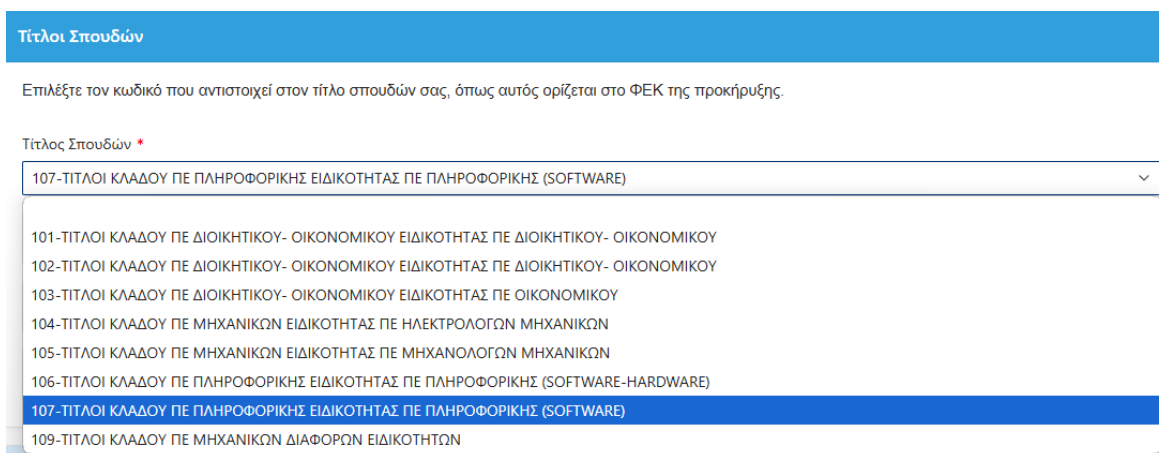 Τίτλοι Σπουδών
Επιλέξτε τον κωδικό που αντιστοιχεί στον τίτλο σπουδών σας, όπως αυτός ορίζεται στο ΦΕΚ της προκήρυξης.
Τίτλος Σπουδών *
107-ΤΙΤΛΟΙ ΚΛΑΔΟΥ ΠΕ ΠΛΗΡΟΦΟΡΙΚΗΣ ΕΙΔΙΚΟΤΗΤΑΣ ΠΕ ΠΛΗΡΟΦΟΡΙΚΗΣ (SOFTWARE)
101-ΤΙΤΛΟΙ ΚΛΑΔΟΥ ΠΕ ΔΙΟΙΚΗΤΙΚΟΥ- ΟΙΚΟΝΟΜΙΚΟΥ ΕΙΔΙΚΟΤΗΤΑΣ ΠΕ ΔΙΟΙΚΗΤΙΚΟΥ- ΟΙΚΟΝΟΜΙΚΟΥ
102-ΤΙΤΛΟΙ ΚΛΑΔΟΥ ΠΕ ΔΙΟΙΚΗΤΙΚΟΥ- ΟΙΚΟΝΟΜΙΚΟΥ ΕΙΔΙΚΟΤΗΤΑΣ ΠΕ ΔΙΟΙΚΗΤΙΚΟΥ- ΟΙΚΟΝΟΜΙΚΟΥ
103-ΤΙΤΛΟΙ ΚΛΑΔΟΥ ΠΕ ΔΙΟΙΚΗΤΙΚΟΥ- ΟΙΚΟΝΟΜΙΚΟΥ ΕΙΔΙΚΟΤΗΤΑΣ ΠΕ ΟΙΚΟΝΟΜΙΚΟΥ
104-ΤΙΤΛΟΙ ΚΛΑΔΟΥ ΠΕ ΜΗΧΑΝΙΚΩΝ ΕΙΔΙΚΟΤΗΤΑΣ ΠΕ ΗΛΕΚΤΡΟΛΟΓΩΝ ΜΗΧΑΝΙΚΩΝ
105-ΤΙΤΛΟΙ ΚΛΑΔΟΥ ΠΕ ΜΗΧΑΝΙΚΩΝ ΕΙΔΙΚΟΤΗΤΑΣ ΠΕ ΜΗΧΑΝΟΛΟΓΩΝ ΜΗΧΑΝΙΚΩΝ
106-ΤΙΤΛΟΙ ΚΛΑΔΟΥ ΠΕ ΠΛΗΡΟΦΟΡΙΚΗΣ ΕΙΔΙΚΟΤΗΤΑΣ ΠΕ ΠΛΗΡΟΦΟΡΙΚΗΣ (SOFTWARE-HARDWARE)
107-ΤΙΤΛΟΙ ΚΛΑΔΟΥ ΠΕ ΠΛΗΡΟΦΟΡΙΚΗΣ ΕΙΔΙΚΟΤΗΤΑΣ ΠΕ ΠΛΗΡΟΦΟΡΙΚΗΣ (SOFTWARE)
109-ΤΙΤΛΟΙ ΚΛΑΔΟΥ ΠΕ ΜΗΧΑΝΙΚΩΝ ΔΙΑΦΟΡΩΝ ΕΙΔΙΚΟΤΗΤΩΝ